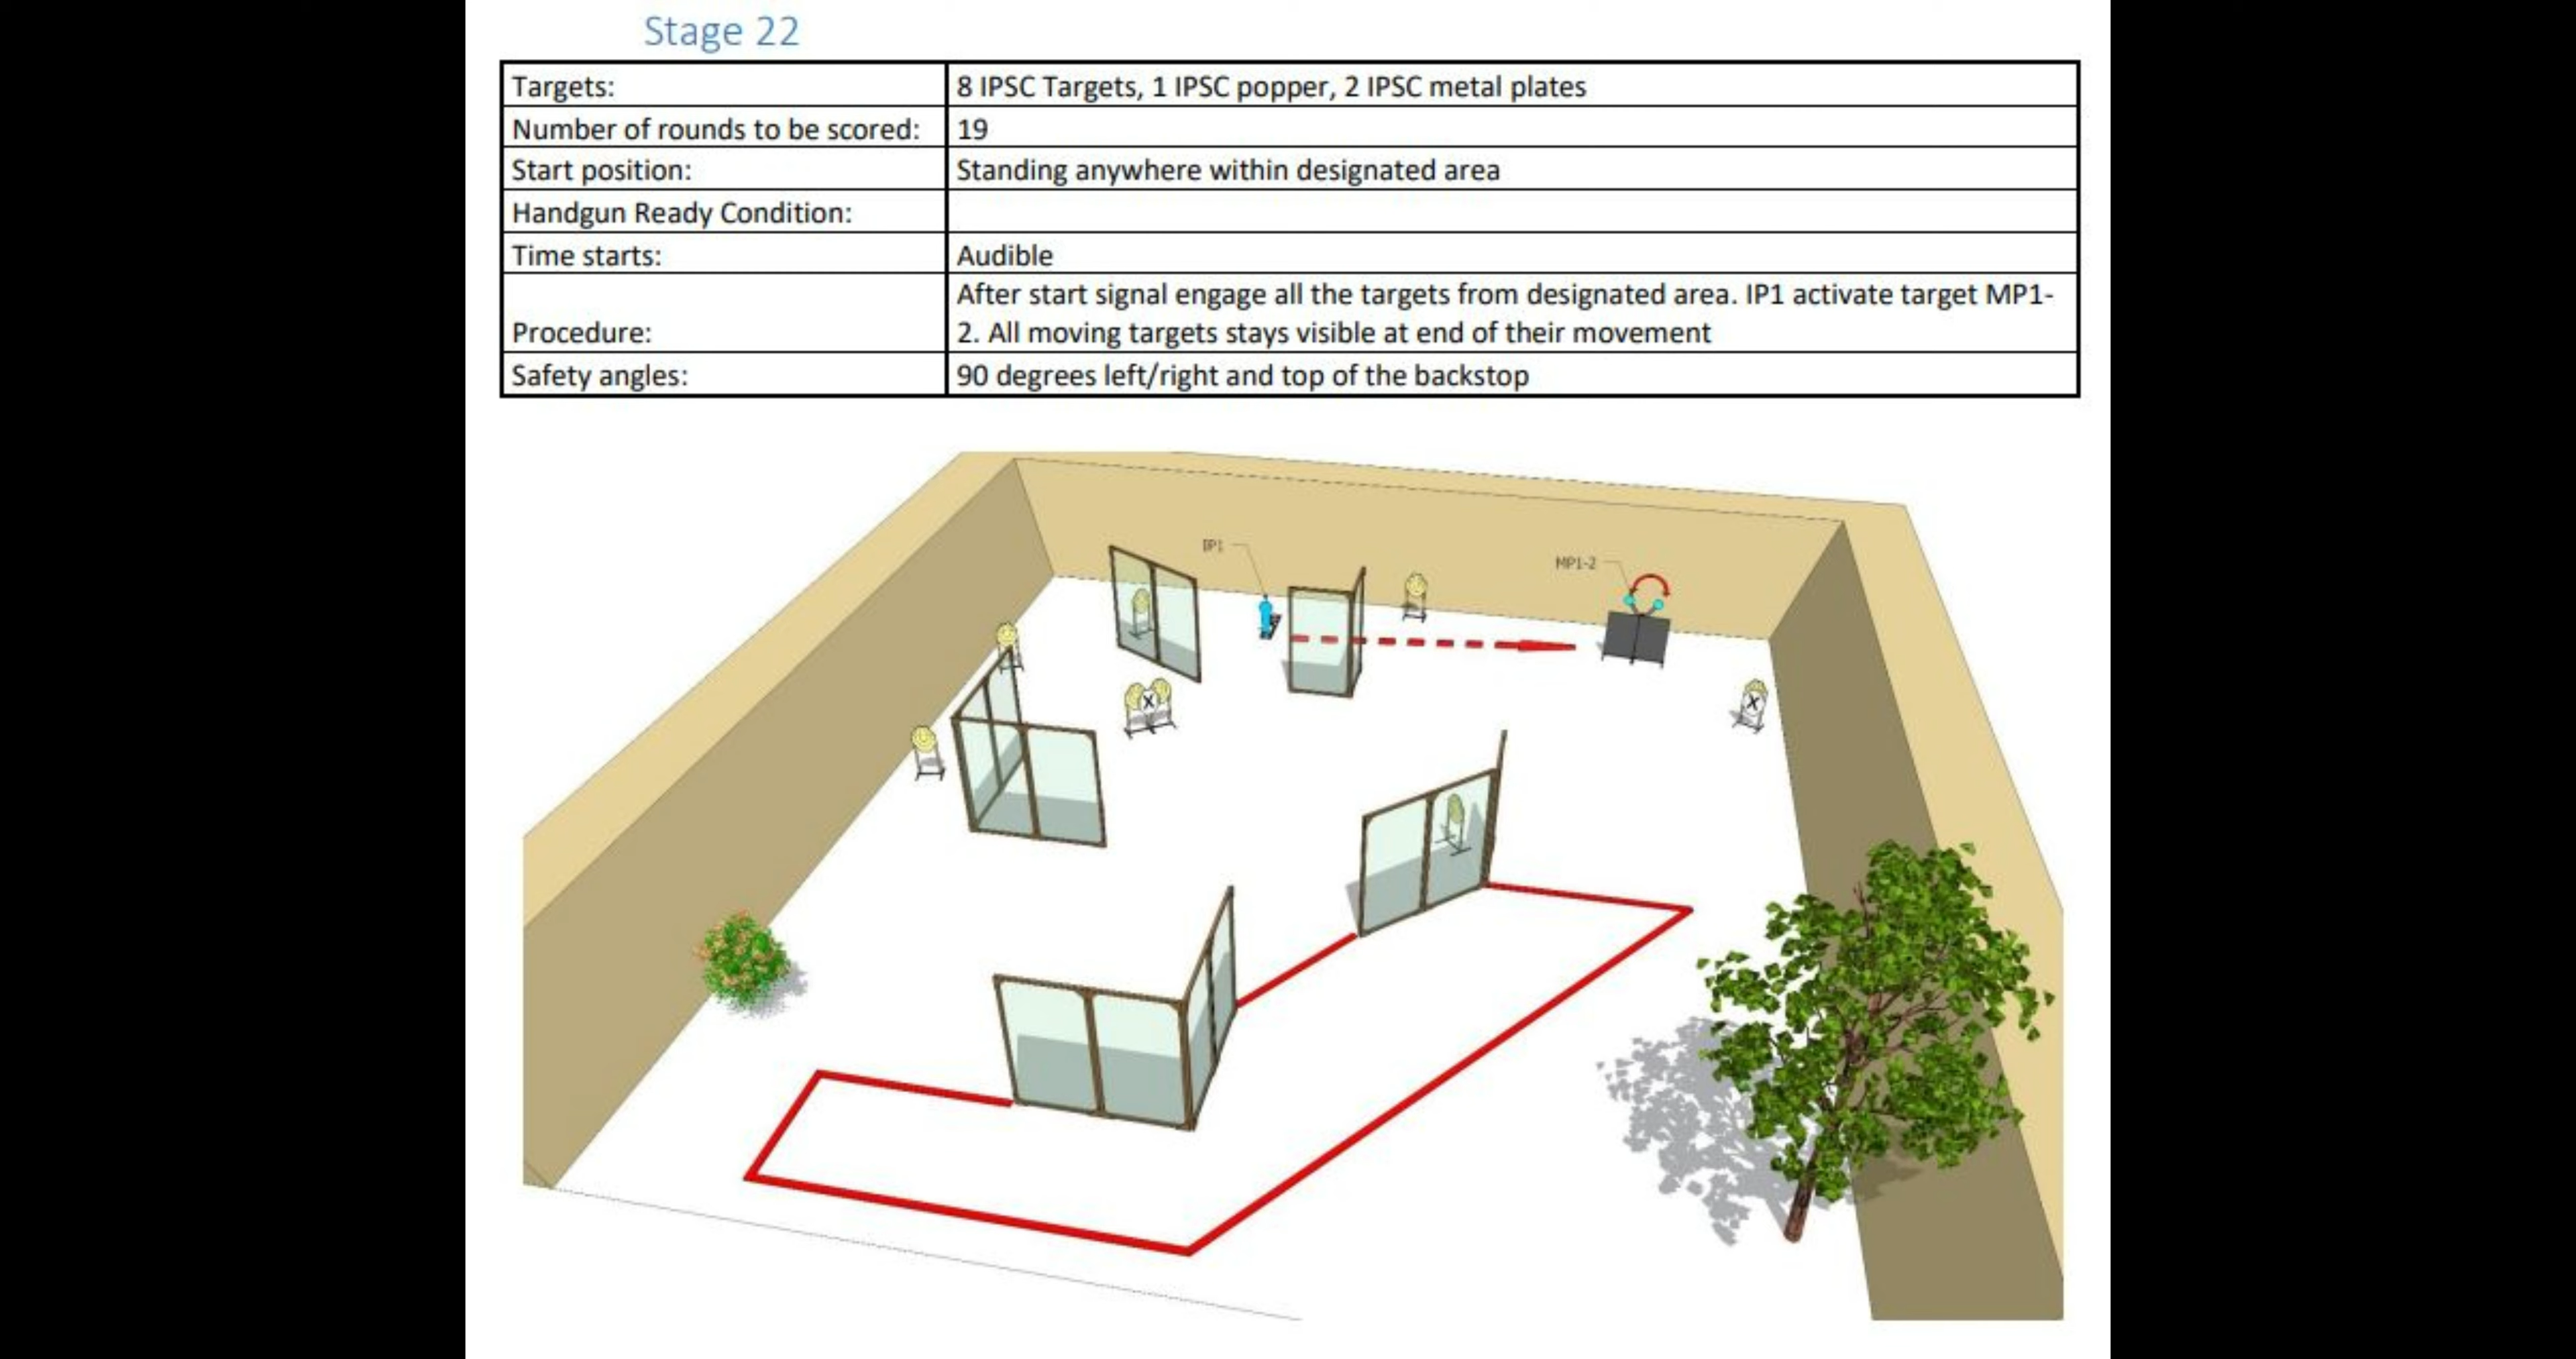 Stage 22
Targets: 8 IPSC Targets, 1 IPSC popper, 2 IPSC metal plates
Number of rounds to be scored: 19
Start position: Standing anywhere within designated area
Handgun Ready Condition:
Time starts: Audible
After start signal engage all the targets from designated area. IP1 activate target MP1-
Procedure: 2. All moving targets stays visible at end of their movement
Safety angles: 90 degrees left/right and top of the backstop
IP1
MP1-2
X
X